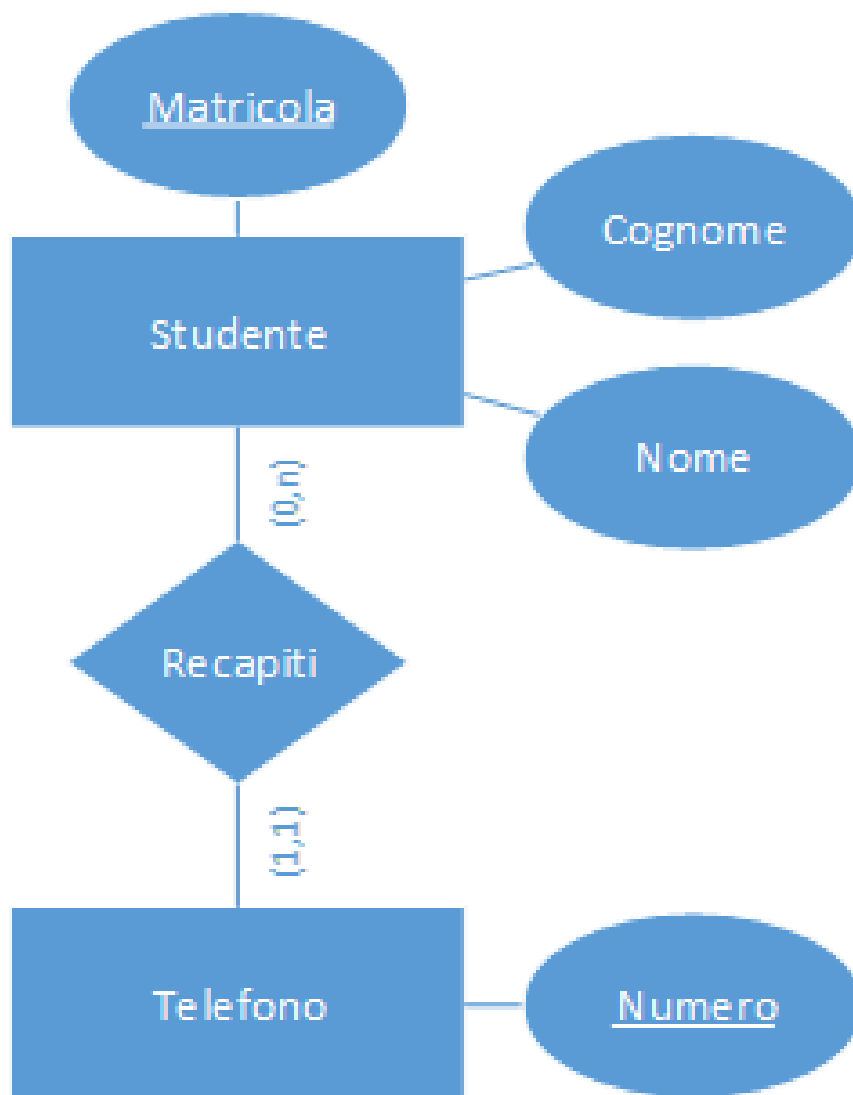 Matricola
Cognome
Studente
Nome
(0,n)
Recapiti
(1,1)
Telefono
Numero